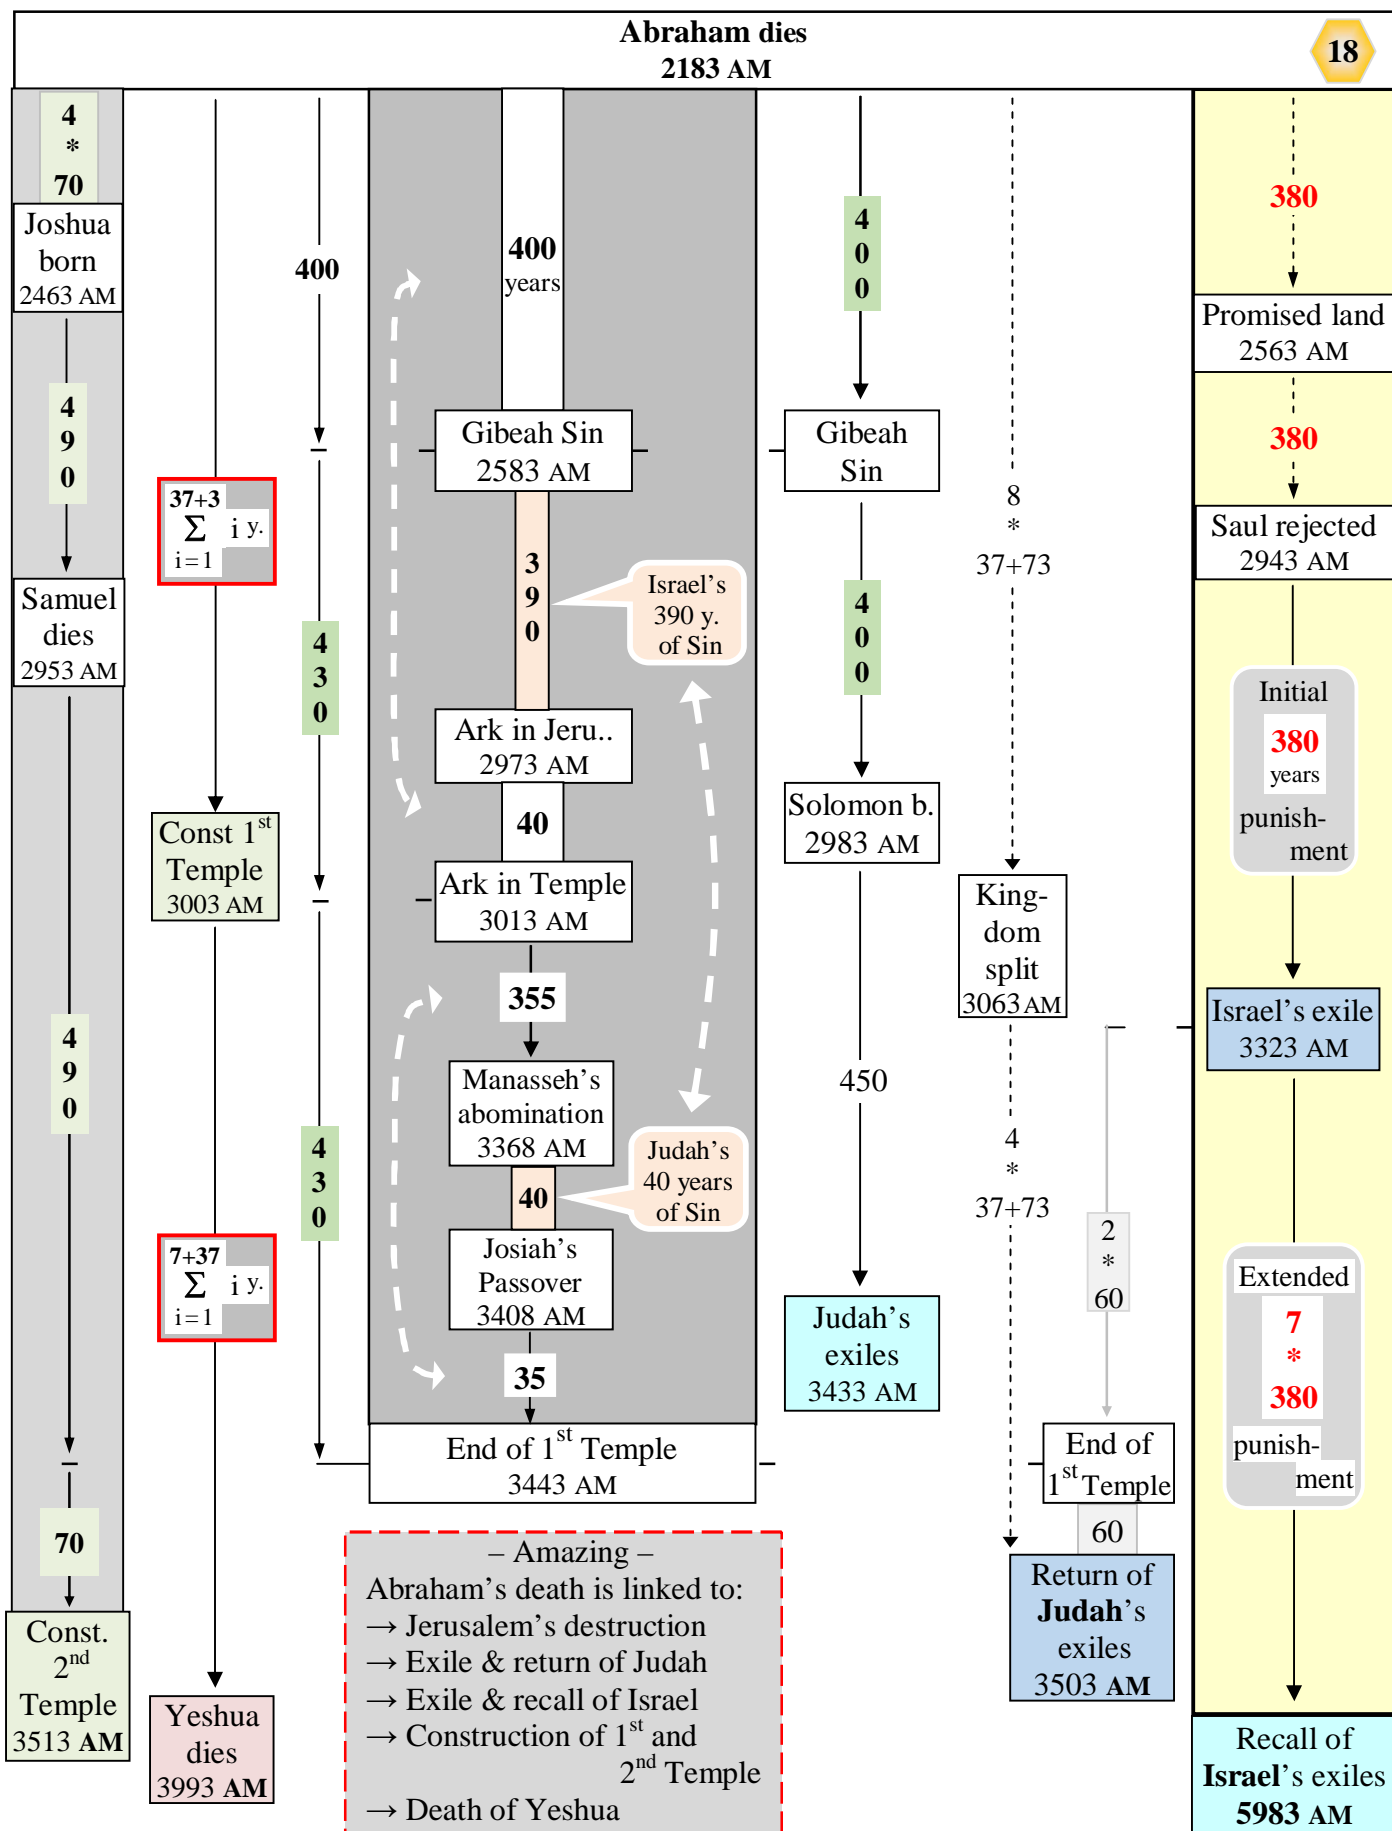 Abraham dies
2183 AM
18
4
*
70
Joshua
born
2463 AM
4
9
0
Samuel
dies
2953 AM
4
9
0
70
Const.
2nd
Temple
3513 AM
37+3
Σ i y.
i=1
Const 1st
Temple
3003 AM
7+37
Σ i y.
i=1
Yeshua
dies
3993 AM
400
4
3
0
4
3
0
400
years
Gibeah Sin
2583 AM
3
9
0
Israel's
390 y.
of Sin
Ark in Jeru..
2973 AM
40
Ark in Temple
3013 AM
355
Manasseh's
abomination
3368 AM
40
Judah's
40 years
of Sin
Josiah's
Passover
3408 AM
35
End of 1st Temple
3443 AM
– Amazing –
Abraham's death is linked to:
→ Jerusalem's destruction
→ Exile & return of Judah
→ Exile & recall of Israel
→ Construction of 1st and
2nd Temple
→ Death of Yeshua
4
0
0
Gibeah
Sin
4
0
0
Solomon b.
2983 AM
450
Judah's
exiles
3433 AM
8
*
37+73
King-
dom
split
3063 AM
4
*
37+73
2
*
60
End of
1st Temple
60
Return of
Judah's
exiles
3503 AM
380
Promised land
2563 AM
380
Saul rejected
2943 AM
Initial
380
years
punish-
ment
Israel's exile
3323 AM
Extended
7
*
380
punish-
ment
Recall of
Israel's exiles
5983 AM